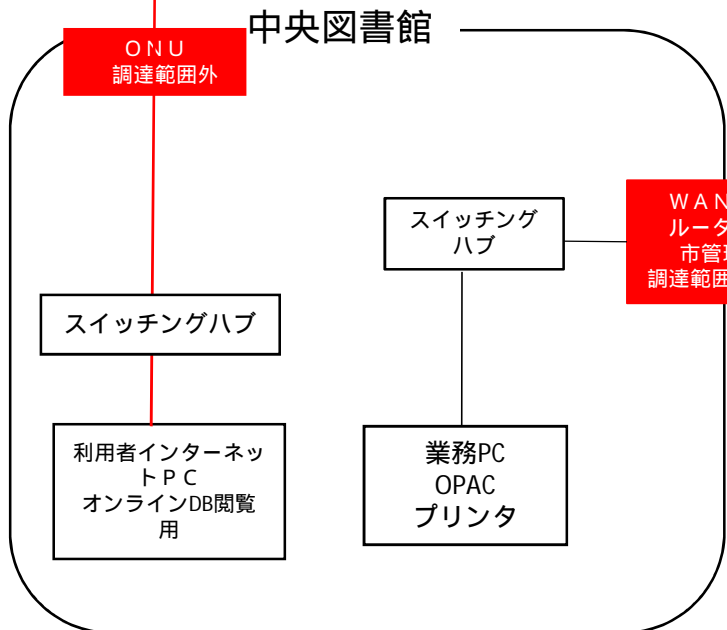 中央図書館
ONU
調達範囲外
スイッチング
ハブ
WAN
ルータ
市管理
調達範囲
スイッチングハブ
利用者インターネッ
トPC
オンラインDB閲覧
用
業務PC
OPAC
プリンタ